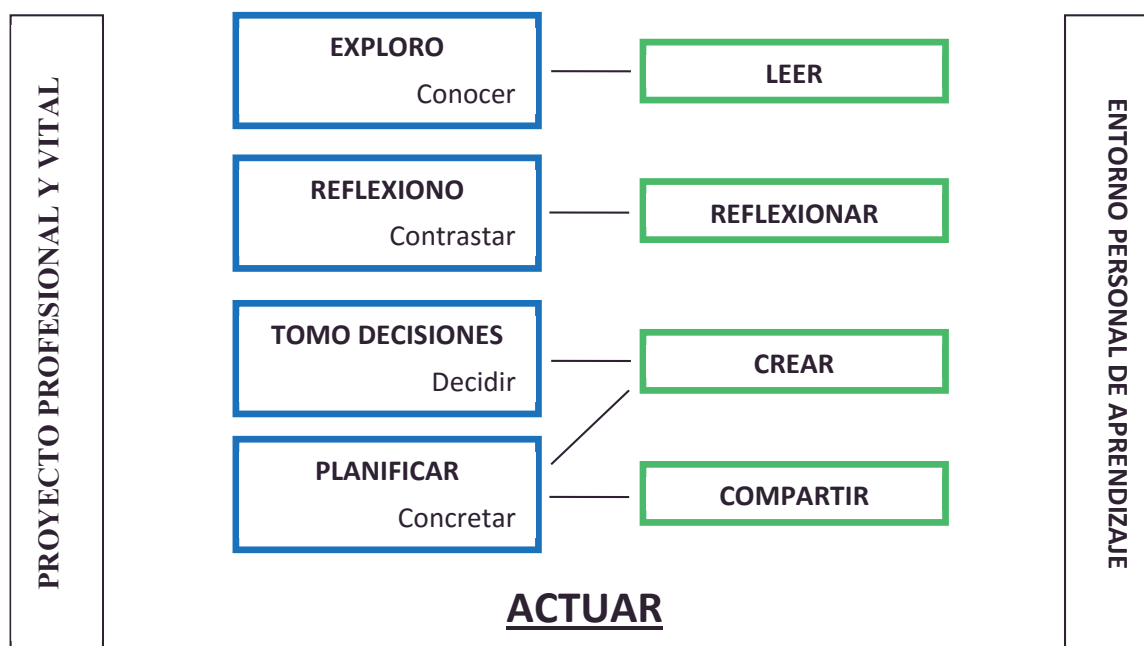 PROYECTO PROFESIONAL Y VITAL
EXPLORO
Conocer
LEER
REFLEXIONO
Contrastar
REFLEXIONAR
TOMO DECISIONES
Decidir
CREAR
PLANIFICAR
Concretar
COMPARTIR
ACTUAR
ENTORNO PERSONAL DE APRENDIZAJE